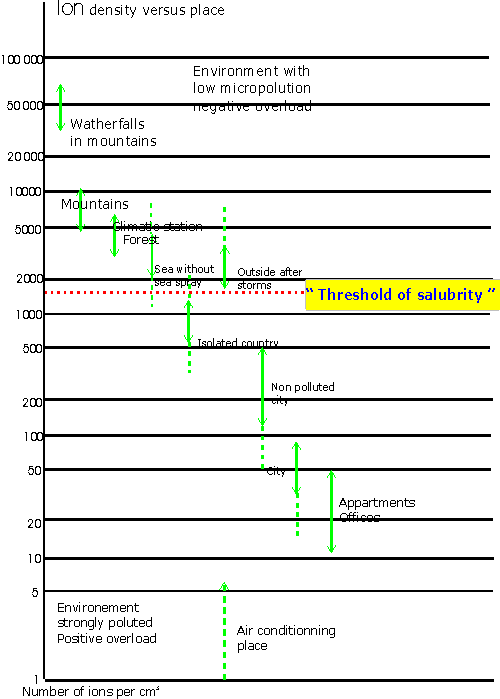 Ion density versus place
100 000
Environment with
low micropolution
negative overload
50 000
Watherfalls
in mountains
20 000
10000
Mountains
5000
Climatic station
Forest
Sea without
sea spray
Outside after
storms
2000
“ Threshold of salubrity ”
1000
Isolated country
500
Non polluted
city
200
100
50
City
Appartments
Offices
20
10
5
Environement
strongly poluted
Positive overload
Air conditionning
place
1
Number of ions per cm³